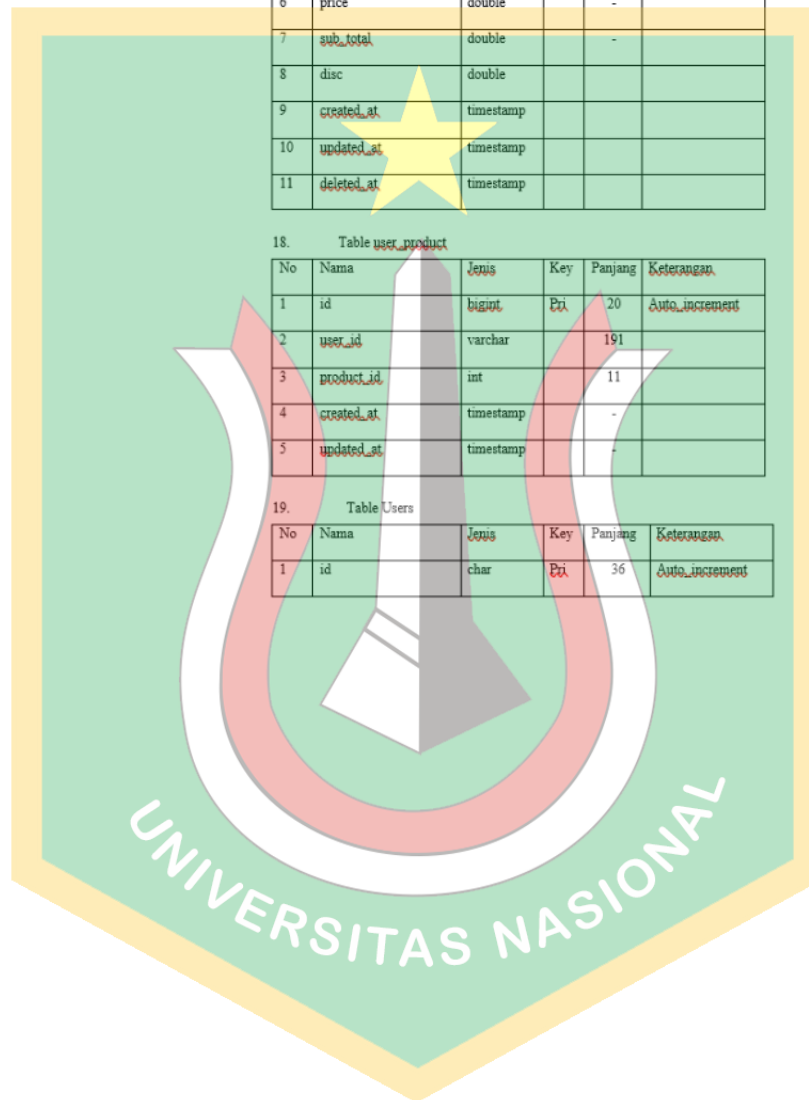 6 price double -
7 sub_total double -
8 disc double
9 created_at timestamp
10 updated_at timestamp
11 deleted_at timestamp
18. Table user_product
No Nama Jenis Key Panjang Keterangan
1 id bigint Pri 20 Auto_increment
2 user_id varchar 191
3 product_id int 11
4 created_at timestamp -
5 updated_at timestamp -
19. Table Users
No Nama Jenis Key Panjang Keterangan
1 id char Pri 36 Auto_increment
UNIVERSITAS NASIONAL